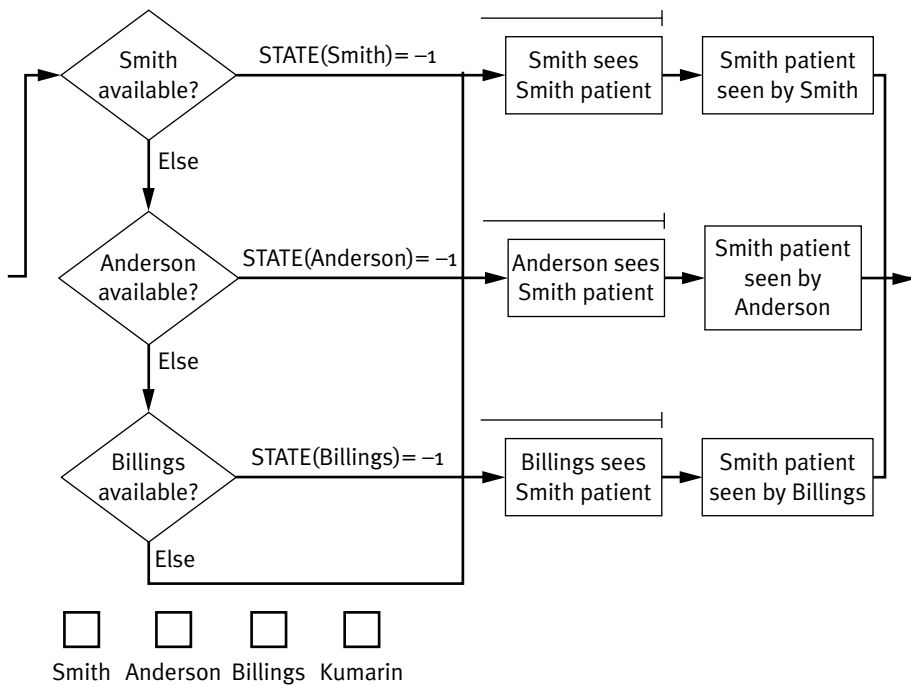 Smith
available?
STATE(Smith)= –1
Smith sees
Smith patient
Smith patient
seen by Smith
Else
Anderson
available?
STATE(Anderson)= –1
Anderson sees
Smith patient
Smith patient
seen by
Anderson
Else
Billings
available?
STATE(Billings)= –1
Billings sees
Smith patient
Smith patient
seen by Billings
Else
Smith Anderson Billings Kumarin